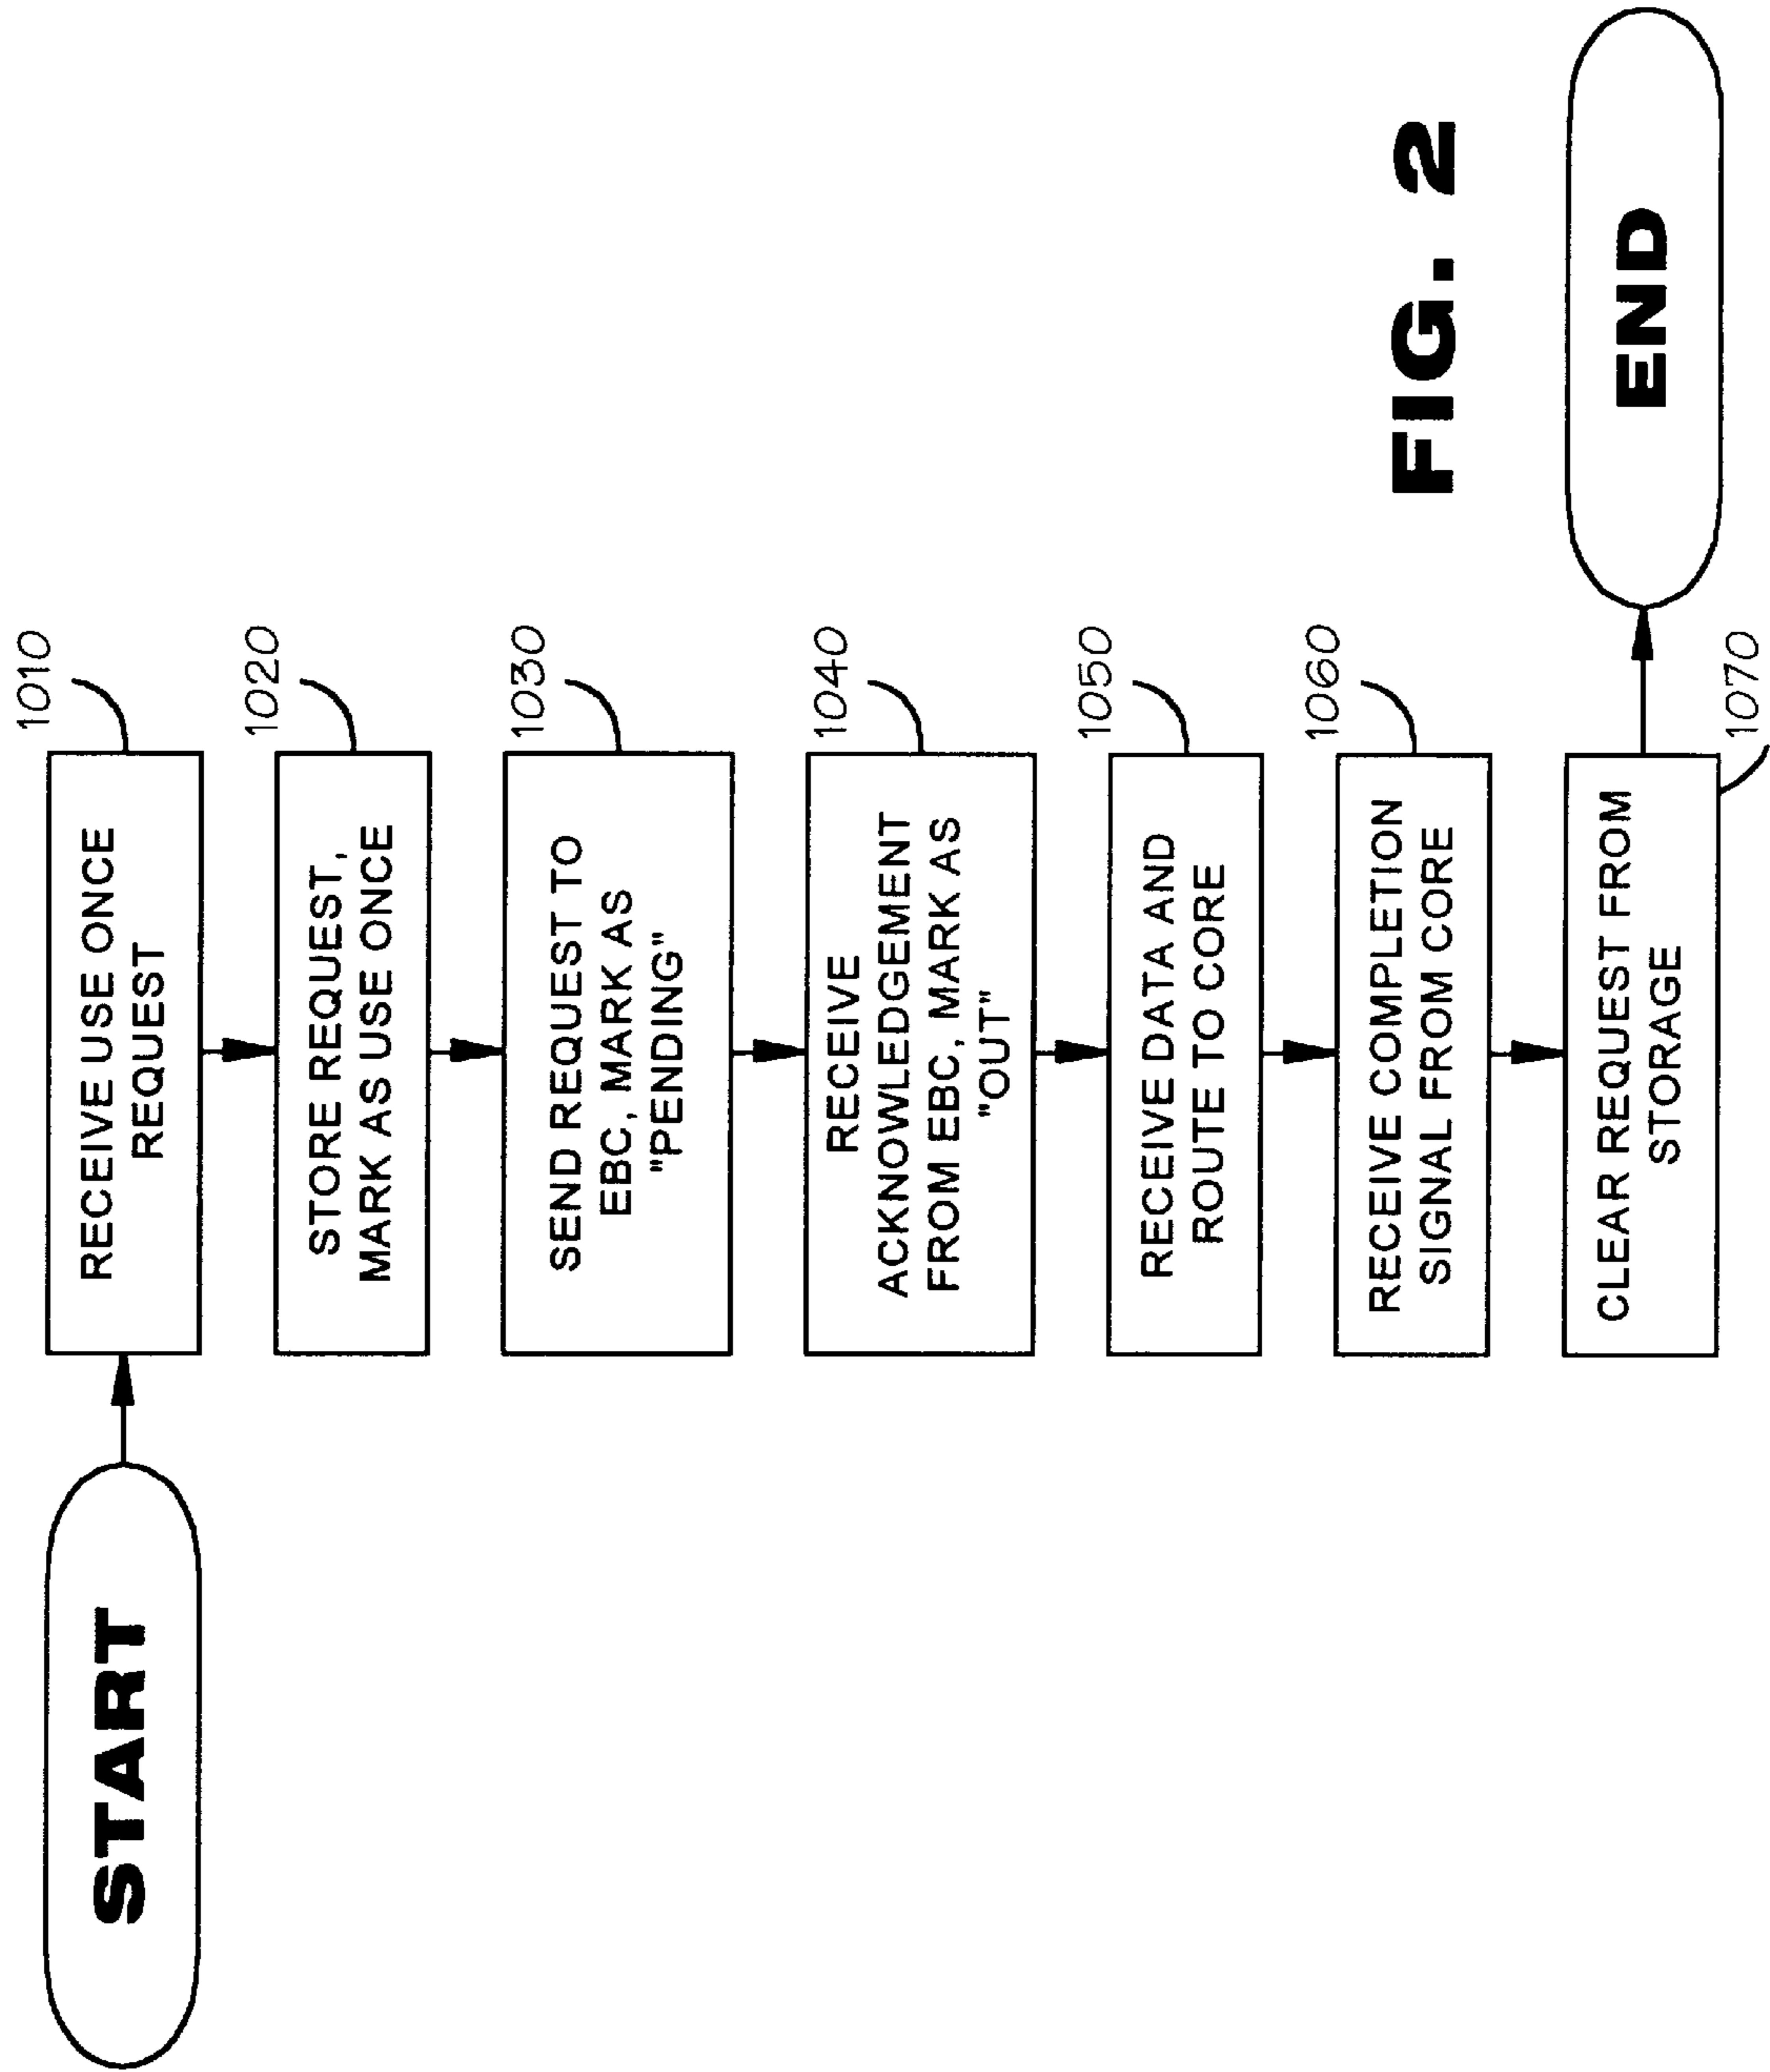 START
1010
RECEIVE USE ONCE
REQUEST
1020
STORE REQUEST,
MARK AS USE ONCE
1030
SEND REQUEST TO
EBC, MARK AS
"PENDING"
1040
RECEIVE
ACKNOWLEDGEMENT
FROM EBC, MARK AS
"OUT"
1050
RECEIVE DATA AND
ROUTE TO CORE
1060
RECEIVE COMPLETION
SIGNAL FROM CORE
CLEAR REQUEST FROM
STORAGE
1070
END
FIG. 2